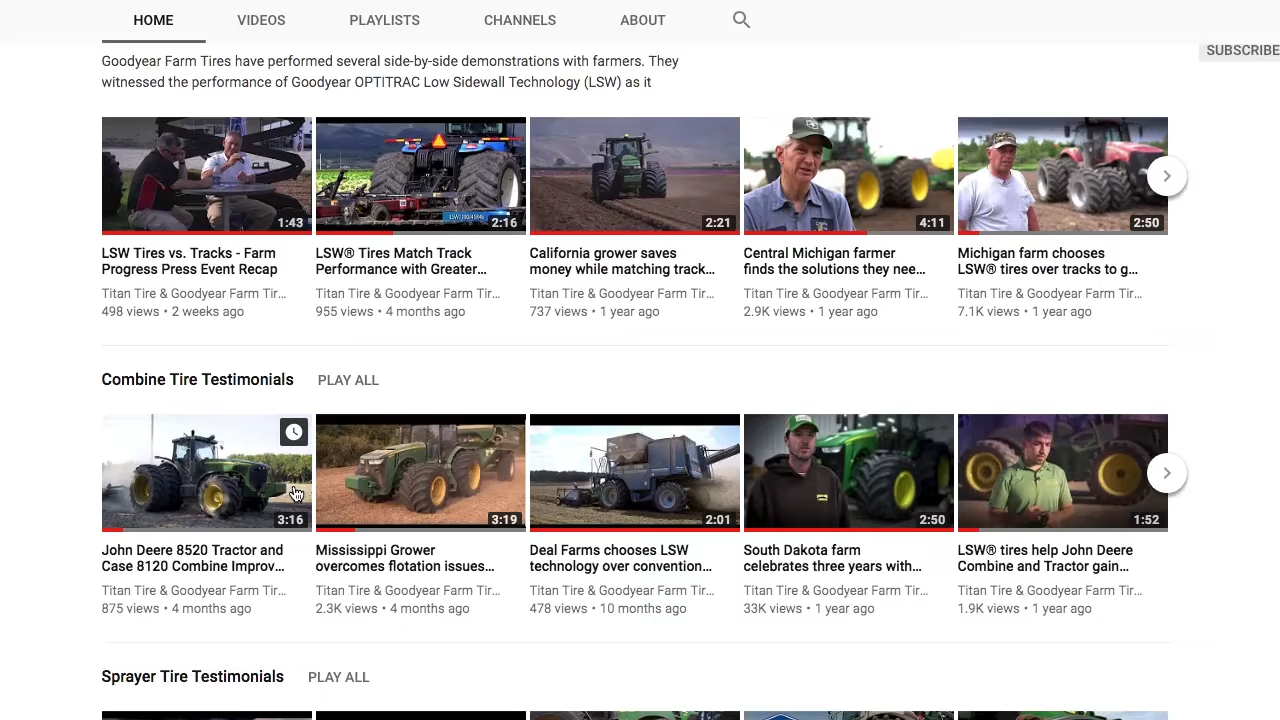 HOME VIDEOS PLAYLISTS CHANNELS ABOUT
SUBSCRIBE
Goodyear Farm Tires have performed several side-by-side demonstrations with farmers. They
witnessed the performance of Goodyear OPTITRAC Low Sidewall Technology (LSW) as it
1:43
2:16
2:21
4:11
2:50
LSW Tires vs. Tracks - Farm
Progress Press Event Recap
Titan Tire & Goodyear Farm Tir...
498 views • 2 weeks ago
LSW® Tires Match Track
Performance with Greater...
Titan Tire & Goodyear Farm Tir...
955 views • 4 months ago
California grower saves
money while matching track...
Titan Tire & Goodyear Farm Tir...
737 views • 1 year ago
Central Michigan farmer
finds the solutions they nee...
Titan Tire & Goodyear Farm Tir...
2.9K views • 1 year ago
Michigan farm chooses
LSW® tires over tracks to g...
Titan Tire & Goodyear Farm Tir...
7.1K views • 1 year ago
Combine Tire Testimonials PLAY ALL
3:16
3:19
2:01
2:50
1:52
John Deere 8520 Tractor and
Case 8120 Combine Improv...
Titan Tire & Goodyear Farm Tir...
875 views • 4 months ago
Mississippi Grower
overcomes flotation issues...
Titan Tire & Goodyear Farm Tir...
2.3K views • 4 months ago
Deal Farms chooses LSW
technology over convention...
Titan Tire & Goodyear Farm Tir...
478 views • 10 months ago
South Dakota farm
celebrates three years with...
Titan Tire & Goodyear Farm Tir...
33K views • 1 year ago
LSW® tires help John Deere
Combine and Tractor gain...
Titan Tire & Goodyear Farm Tir...
1.9K views • 1 year ago
Sprayer Tire Testimonials PLAY ALL